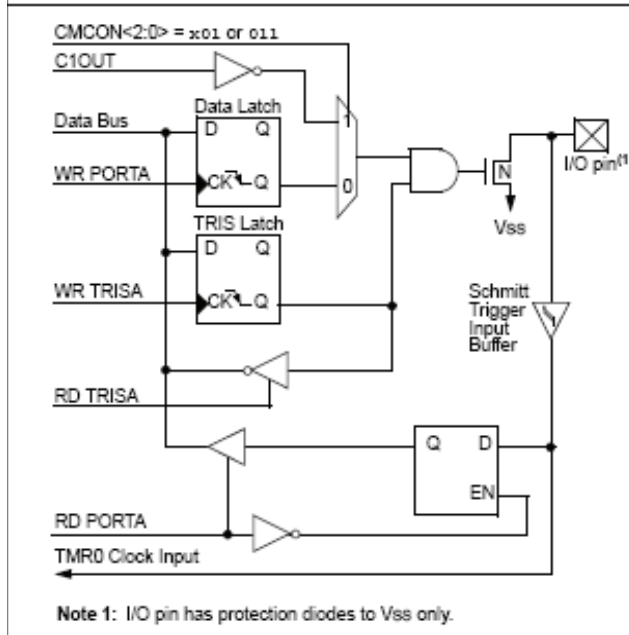 CMCON<2:0> = x01 or 011
C1OUT
Data Bus
Data Latch
D Q
WR PORTA
CK Q
1
0
TRIS Latch
D Q
WR TRISA
CK Q
N
I/O pin(1
Vss
Schmitt
Trigger
Input
Buffer
RD TRISA
Q D
EN
RD PORTA
TMR0 Clock Input
Note 1: I/O pin has protection diodes to Vss only.